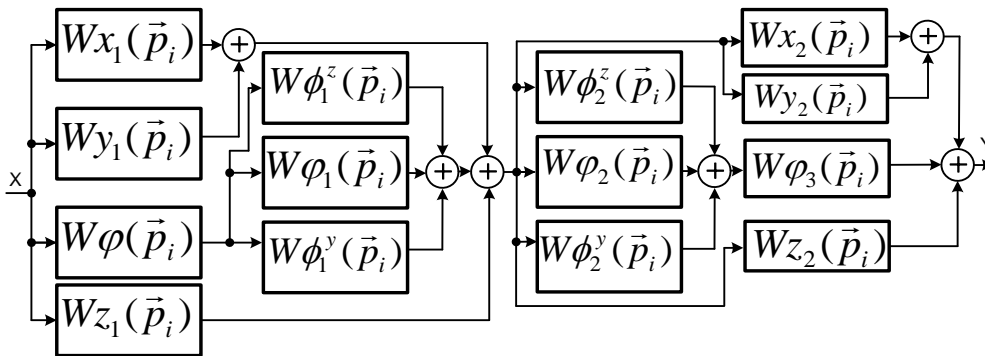 X
Wx₁(p⃗ᵢ)
Wy₁(p⃗ᵢ)
Wφ(p⃗ᵢ)
Wz₁(p⃗ᵢ)
+
Wϕ₁ᶻ(p⃗ᵢ)
Wφ₁(p⃗ᵢ)
Wϕ₁ʸ(p⃗ᵢ)
+
+
Wϕ₂ᶻ(p⃗ᵢ)
Wφ₂(p⃗ᵢ)
Wϕ₂ʸ(p⃗ᵢ)
+
Wx₂(p⃗ᵢ)
Wy₂(p⃗ᵢ)
Wφ₃(p⃗ᵢ)
Wz₂(p⃗ᵢ)
+
+
Y